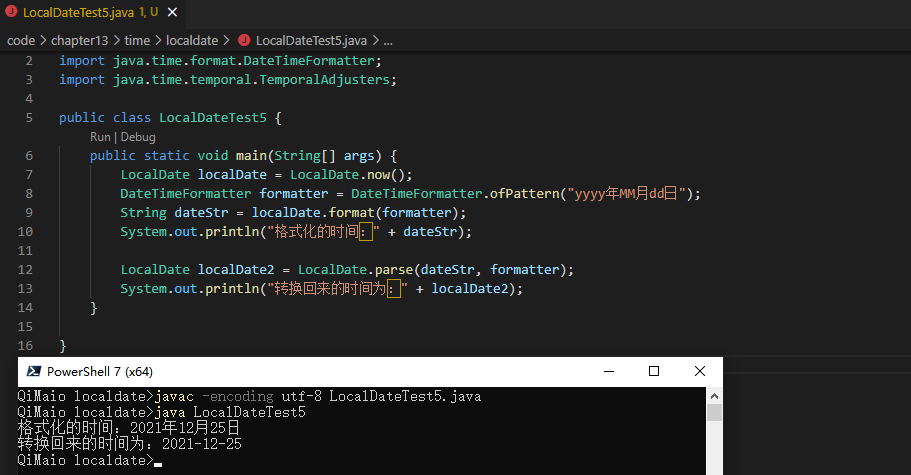 LocalDateTest5.java 1, U
code > chapter13 > time > localdate > LocalDateTest5.java > ...
2 import java.time.format.DateTimeFormatter;
3 import java.time.temporal.TemporalAdjusters;
4
5 public class LocalDateTest5 {
Run | Debug
6 public static void main(String[] args) {
7 LocalDate localDate = LocalDate.now();
8 DateTimeFormatter formatter = DateTimeFormatter.ofPattern("yyyy年MM月dd日");
9 String dateStr = localDate.format(formatter);
10 System.out.println("格式化的时间：" + dateStr);
11
12 LocalDate localDate2 = LocalDate.parse(dateStr, formatter);
13 System.out.println("转换回来的时间为：" + localDate2);
14 }
15
16 }
PowerShell 7 (x64)
QiMaio localdate>javac -encoding utf-8 LocalDateTest5.java
QiMaio localdate>java LocalDateTest5
格式化的时间：2021年12月25日
转换回来的时间为：2021-12-25
QiMaio localdate>